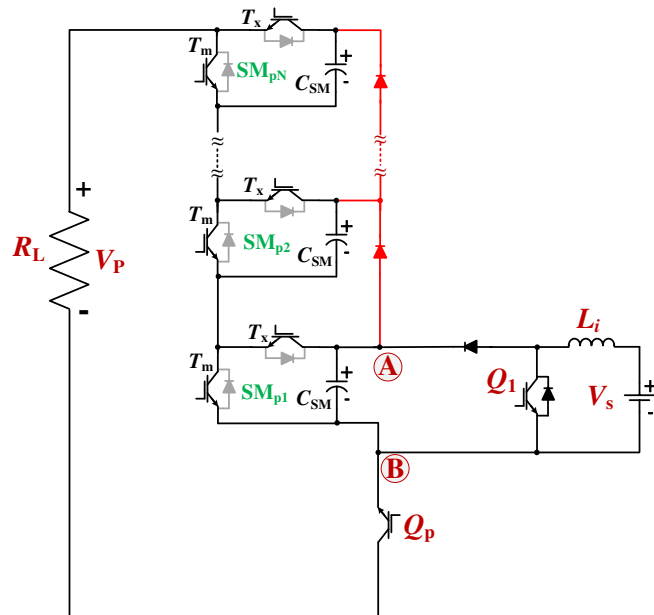 Tx
Tm
+
SMpN
-
CSM
+
Tx
Tm
+
RL
VP
SMp2
-
CSM
-
Tx
Li
Tm
A
+
Q1
Vs
+
SMp1
-
CSM
-
B
Qp